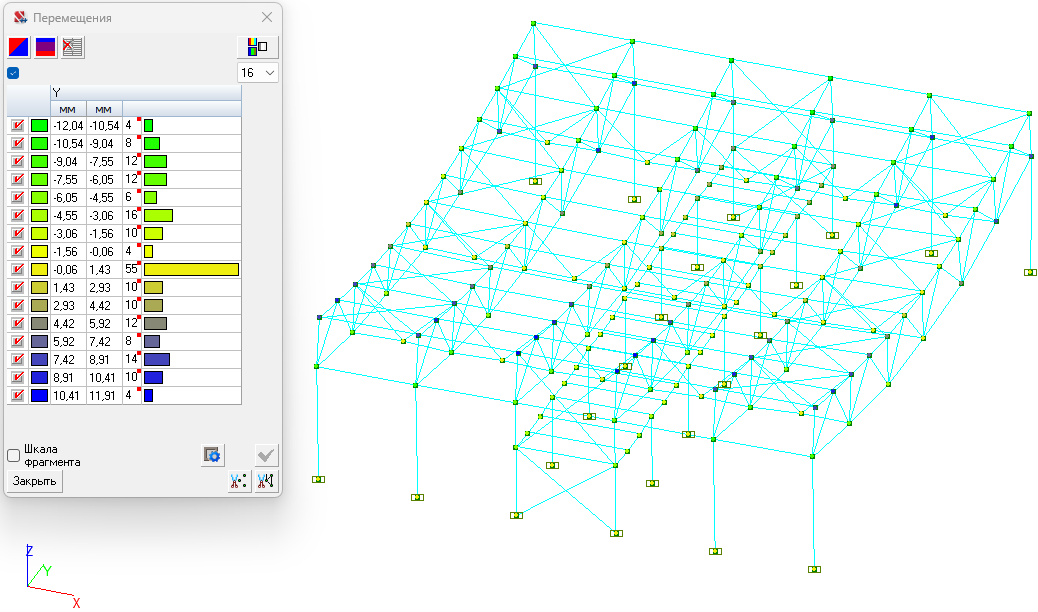 Перемещения
16
Y
мм мм
-12,04 -10,54 4
-10,54 -9,04 8
-9,04 -7,55 12
-7,55 -6,05 12
-6,05 -4,55 6
-4,55 -3,06 16
-3,06 -1,56 10
-1,56 -0,06 4
-0,06 1,43 55
1,43 2,93 10
2,93 4,42 10
4,42 5,92 12
5,92 7,42 8
7,42 8,91 14
8,91 10,41 10
10,41 11,91 4
Шкала
фрагмента
Закрыть
Z
Y
X